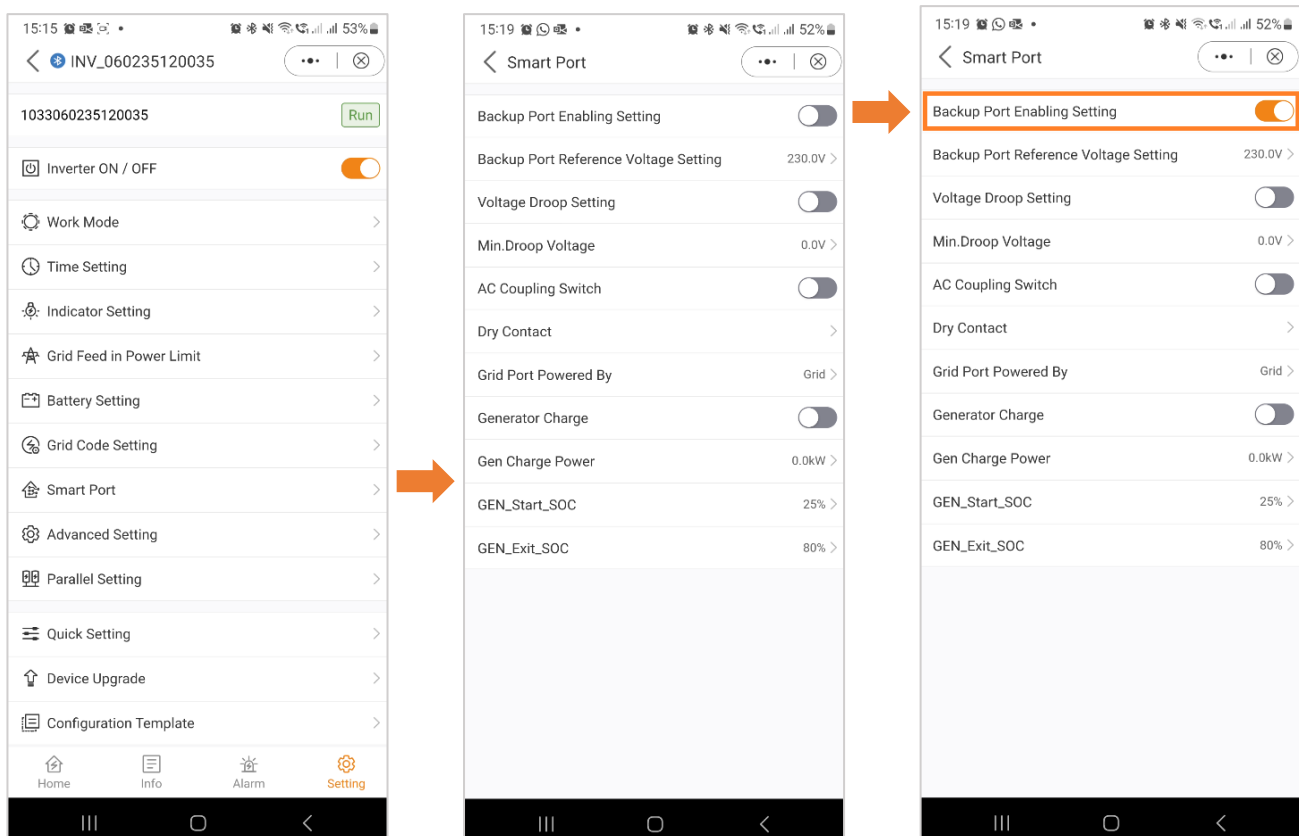 15:15 53%
INV_060235120035
1033060235120035 Run
Inverter ON / OFF
Work Mode
Time Setting
Indicator Setting
Grid Feed in Power Limit
Battery Setting
Grid Code Setting
Smart Port
Advanced Setting
Parallel Setting
Quick Setting
Device Upgrade
Configuration Template
Home Info Alarm Setting
15:19 52%
Smart Port
Backup Port Enabling Setting
Backup Port Reference Voltage Setting 230.0V
Voltage Droop Setting
Min.Droop Voltage 0.0V
AC Coupling Switch
Dry Contact
Grid Port Powered By Grid
Generator Charge
Gen Charge Power 0.0kW
GEN_Start_SOC 25%
GEN_Exit_SOC 80%
15:19 52%
Smart Port
Backup Port Enabling Setting
Backup Port Reference Voltage Setting 230.0V
Voltage Droop Setting
Min.Droop Voltage 0.0V
AC Coupling Switch
Dry Contact
Grid Port Powered By Grid
Generator Charge
Gen Charge Power 0.0kW
GEN_Start_SOC 25%
GEN_Exit_SOC 80%